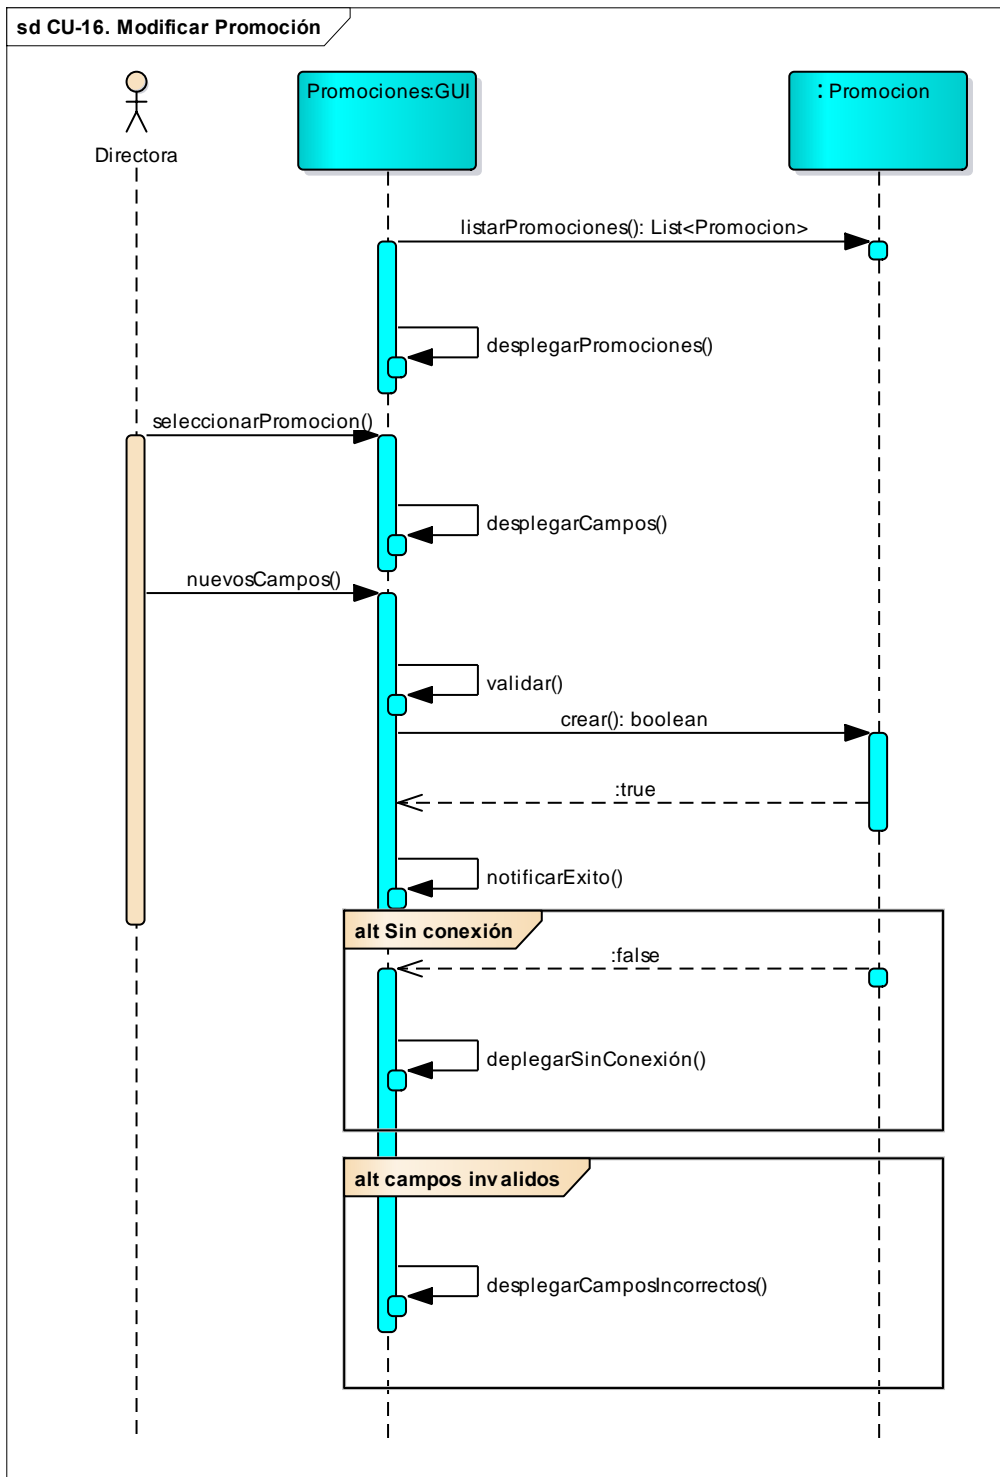 sd CU-16. Modificar Promoción
Directora
Promociones:GUI
: Promocion
listarPromociones(): List<Promocion>
desplegarPromociones()
seleccionarPromocion()
desplegarCampos()
nuevosCampos()
validar()
crear(): boolean
:true
notificarExito()
alt Sin conexión
:false
deplegarSinConexión()
alt campos invalidos
desplegarCamposIncorrectos()